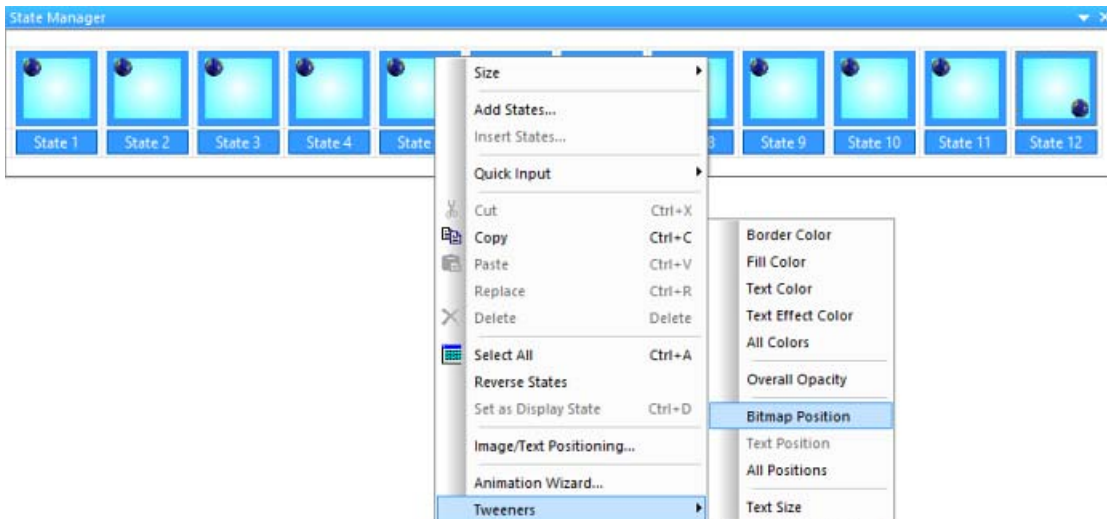 State Manager
State 1 State 2 State 3 State 4 State 8 State 9 State 10 State 11 State 12
Size
Add States...
Insert States...
Quick Input
Cut Ctrl+X
Copy Ctrl+C
Paste Ctrl+V
Replace Ctrl+R
Delete Delete
Select All Ctrl+A
Reverse States
Set as Display State Ctrl+D
Image/Text Positioning...
Animation Wizard...
Tweeners
Border Color
Fill Color
Text Color
Text Effect Color
All Colors
Overall Opacity
Bitmap Position
Text Position
All Positions
Text Size